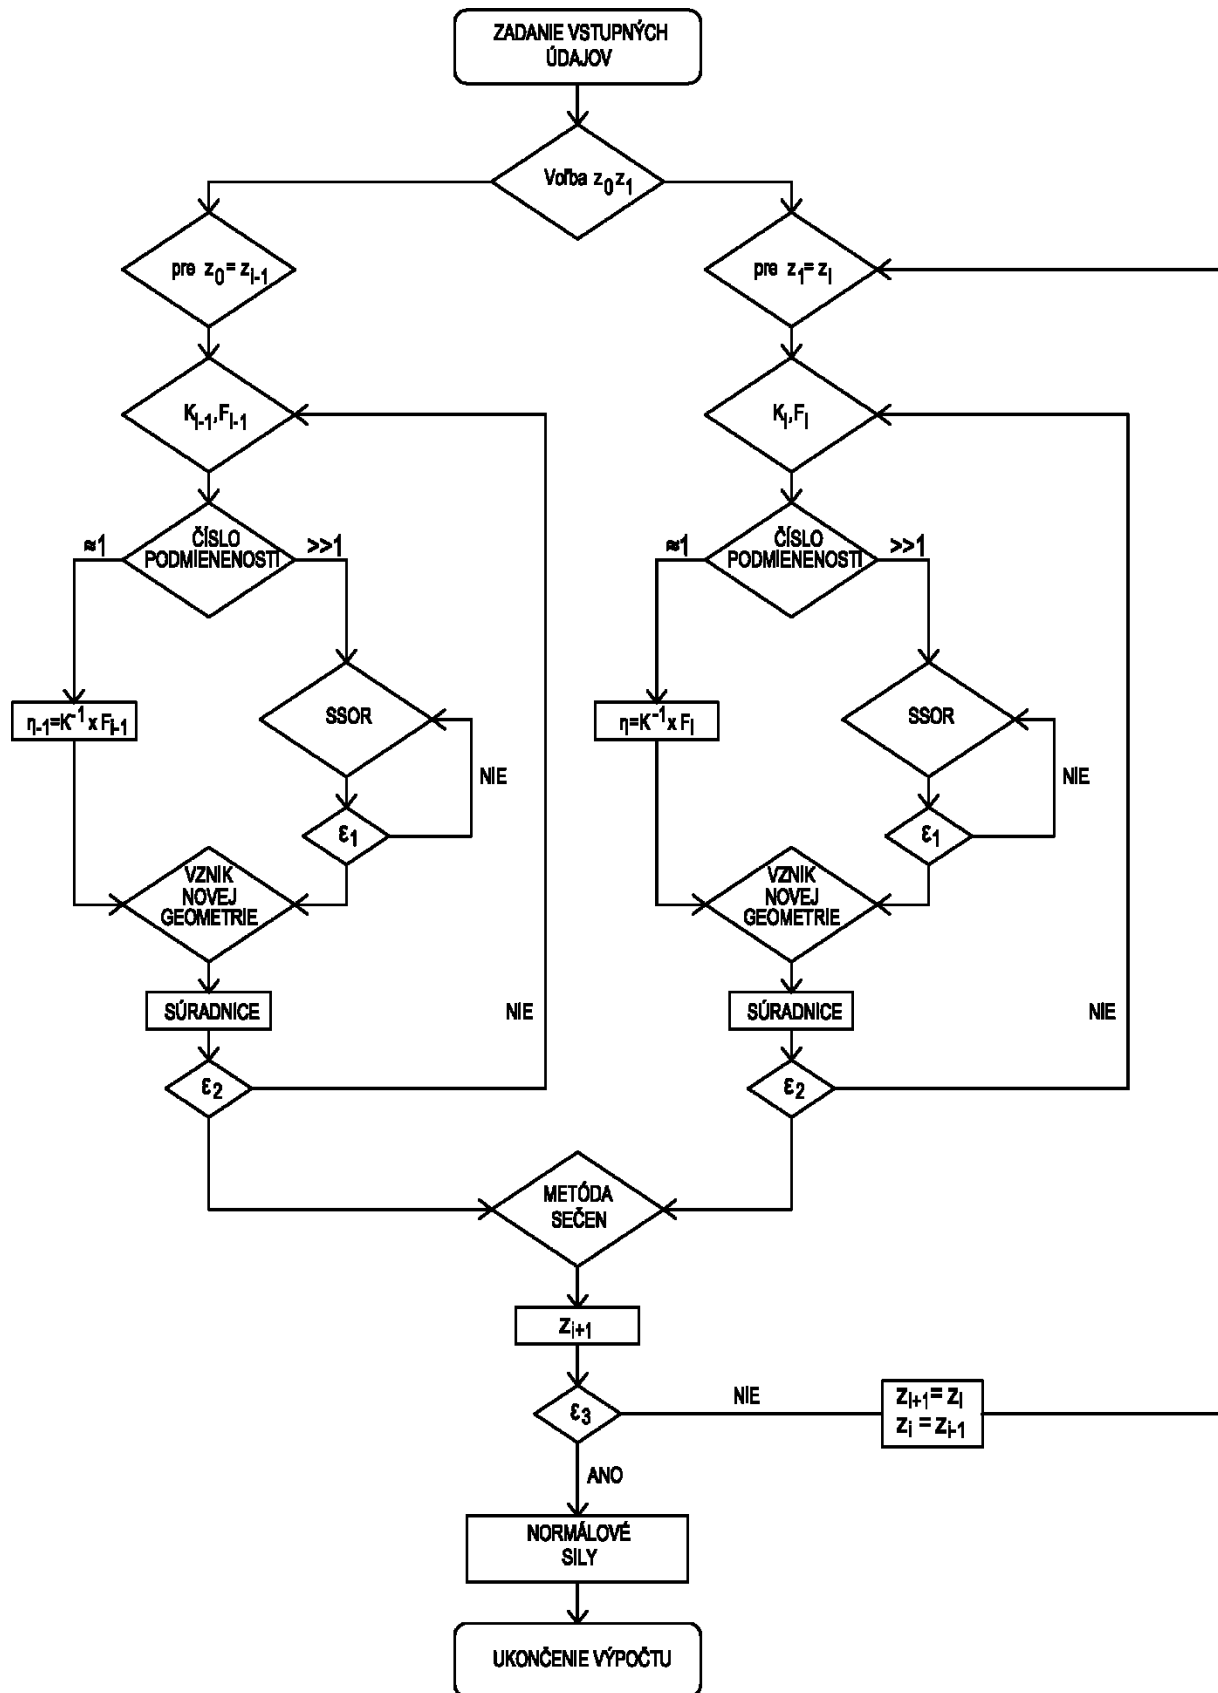 ZADANIE VSTUPNÝCH
ÚDAJOV
Voľba z0 z1
pre z0 = zi-1
pre z1 = zi
Ki-1, Fi-1
Ki, Fi
≈1
ČÍSLO
PODMIENENOSTI
>>1
≈1
ČÍSLO
PODMIENENOSTI
>>1
ηi-1=K⁻¹ x Fi-1
SSOR
NIE
η=K⁻¹ x Fi
SSOR
NIE
ε1
ε1
VZNIK
NOVEJ
GEOMETRIE
VZNIK
NOVEJ
GEOMETRIE
SÚRADNICE
NIE
SÚRADNICE
NIE
ε2
ε2
METÓDA
SEČEN
zi+1
ε3
NIE
zi+1 = zi
zi = zi-1
ANO
NORMÁLOVÉ
SILY
UKONČENIE VÝPOČTU